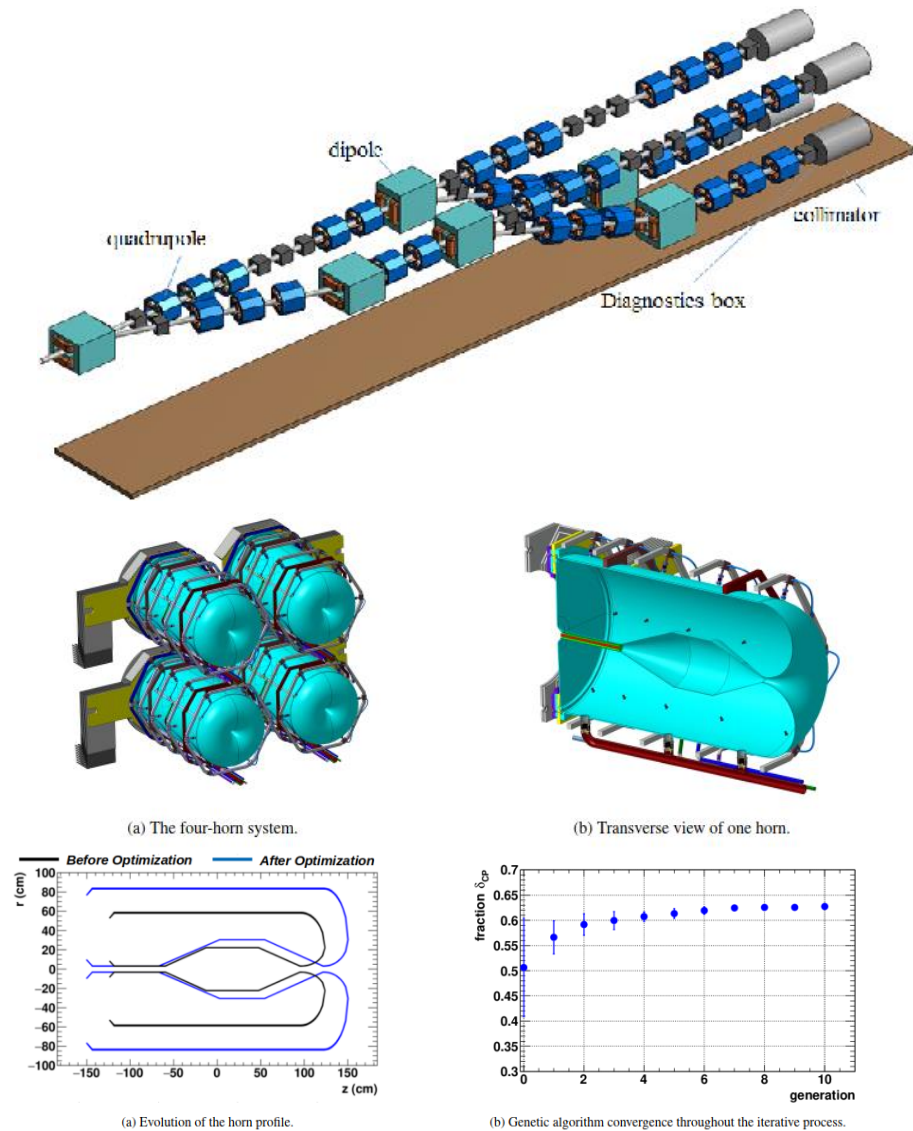 dipole
quadrupole
collimator
Diagnostics box
(a) The four-horn system.
(b) Transverse view of one horn.
Before Optimization After Optimization
r (cm)
100
80
60
40
20
0
−20
−40
−60
−80
−100
−150 −100 −50 0 50 100 150
z (cm)
fraction δCP
0.7
0.65
0.6
0.55
0.5
0.45
0.4
0.35
0.3
0 2 4 6 8 10
generation
(a) Evolution of the horn profile.
(b) Genetic algorithm convergence throughout the iterative process.